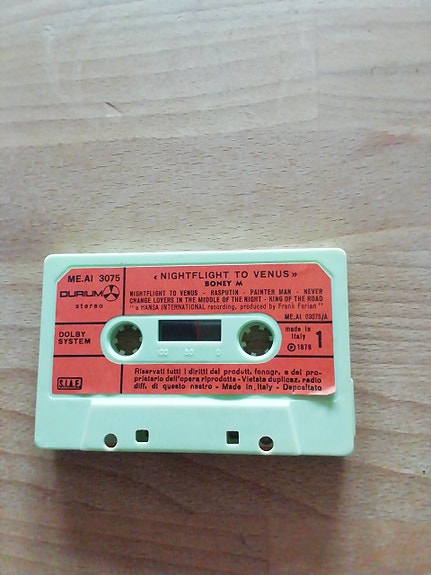 ME.AI 3075
DURIUM
stereo
«NIGHTFLIGHT TO VENUS»
BONEY M
NIGHTFLIGHT TO VENUS - RASPUTIN - PAINTER MAN - NEVER
CHANGE LOVERS IN THE MIDDLE OF THE NIGHT - KING OF THE ROAD
"a HANSA INTERNATIONAL recording, produced by Frank Farian"
ME.AI 03075/A
DOLBY
SYSTEM
made in
Italy
Ⓟ 1978
1
100 50 0
S.I.A.E.
Riservati tutti i diritti del produtt. fonogr. e del pro-
prietario dell'opera riprodotta - Vietata duplicaz. radio
diff. di questo nastro - Made in Italy - Depositato